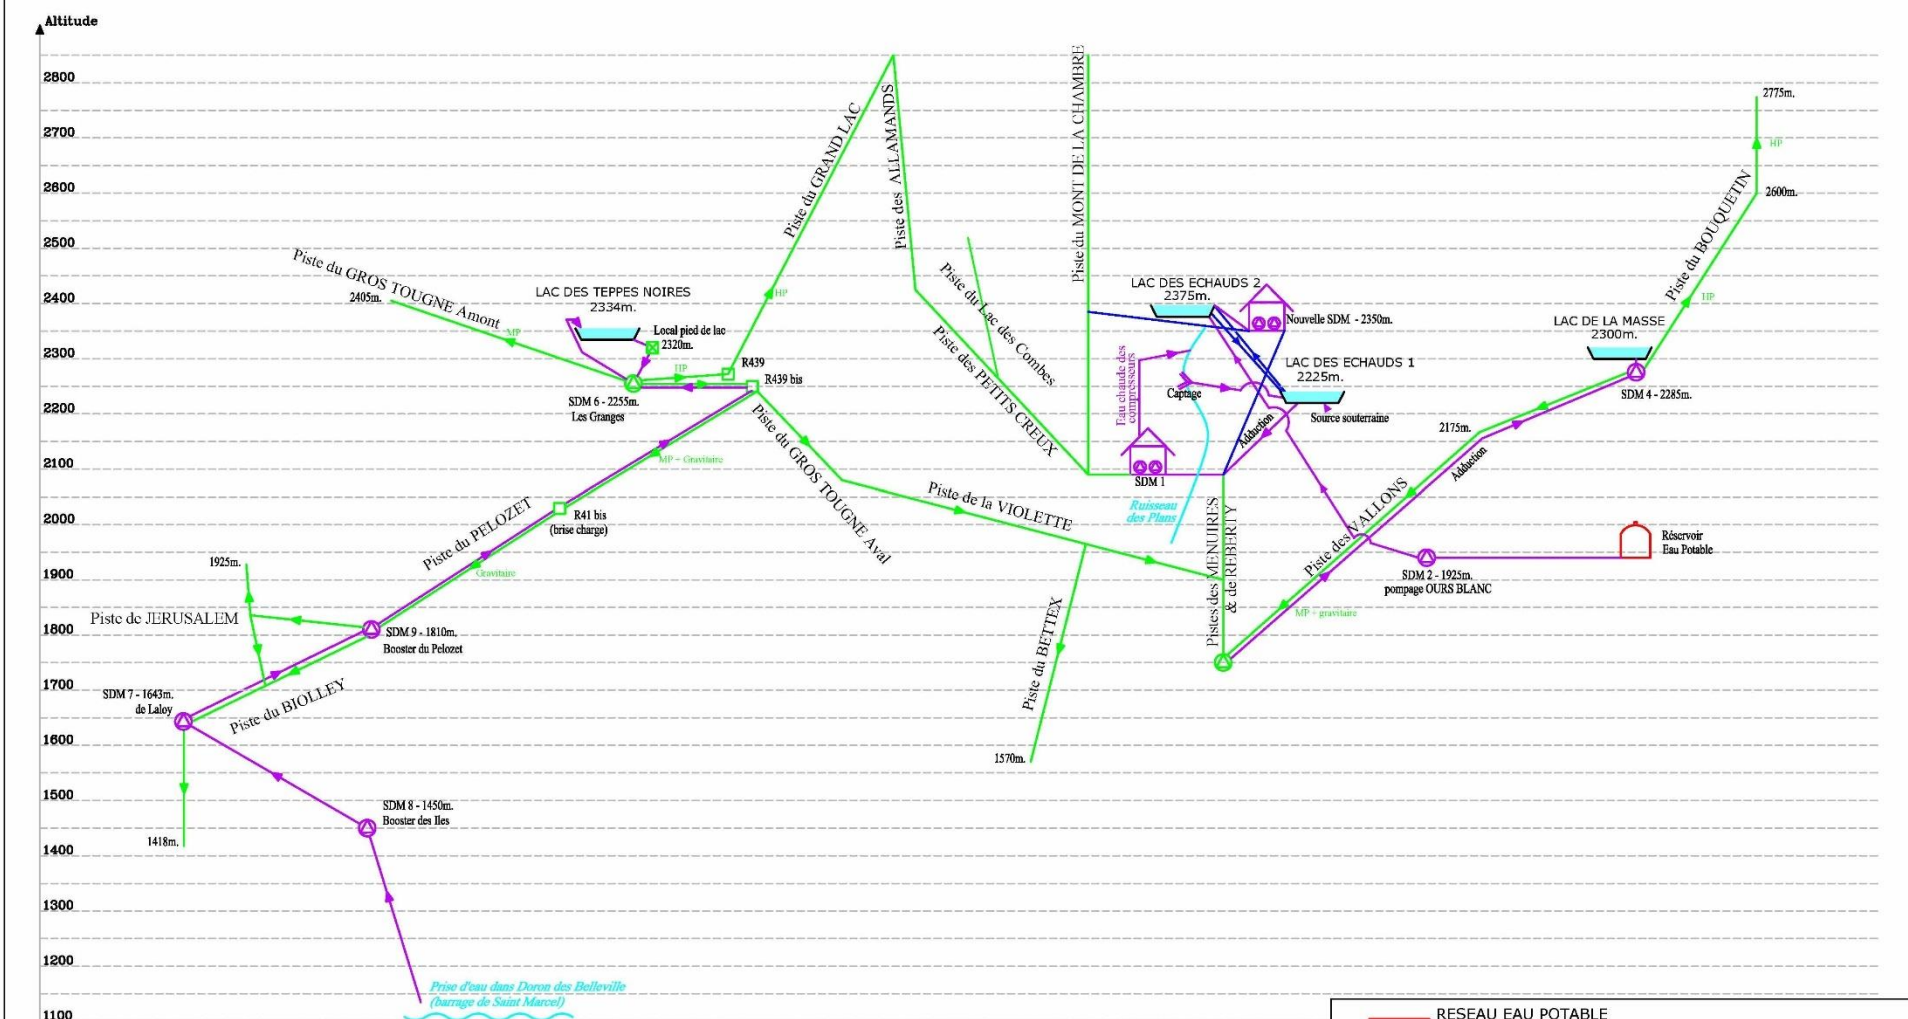 Altitude
2800
2700
2600
2500
2400
2300
2200
2100
2000
1900
1800
1700
1600
1500
1400
1300
1200
1100
Piste du GROS TOUGNE Amont
2405m.
MP
LAC DES TEPPES NOIRES
2334m.
Local pied de lac
2320m.
HP
R439
R439 bis
SDM 6 - 2255m.
Les Granges
Piste du GRAND LAC
HP
Piste des ALLAMANDS
Piste du Lac des Combes
Piste des PETITS CREUX
Piste du MONT DE LA CHAMBRE
LAC DES ECHAUDS 2
2375m.
Nouvelle SDM - 2350m.
LAC DES ECHAUDS 1
2225m.
Source souterraine
Eau chaude des
compresseurs
Captage
Adduction
SDM 1
Ruisseau
des Plans
LAC DE LA MASSE
2300m.
SDM 4 - 2285m.
Piste du BOUQUETIN
HP
2600m.
HP
2775m.
2175m.
Adduction
Piste des VALLONS
MP + gravitaire
Réservoir
Eau Potable
SDM 2 - 1925m.
pompage OURS BLANC
Pistes des MENUIRES
& de REBERTY
Piste du GROS TOUGNE Aval
Piste de la VIOLETTE
Piste du BETTEX
1570m.
MP + Gravitaire
Piste du PELOZET
R41 bis
(brise charge)
Gravitaire
1925m.
Piste de JERUSALEM
SDM 9 - 1810m.
Booster du Pelozet
Piste du BIOLLEY
SDM 7 - 1643m.
de Laloy
1418m.
SDM 8 - 1450m.
Booster des Iles
Prise d'eau dans Doron des Belleville
(barrage de Saint Marcel)
RESEAU EAU POTABLE